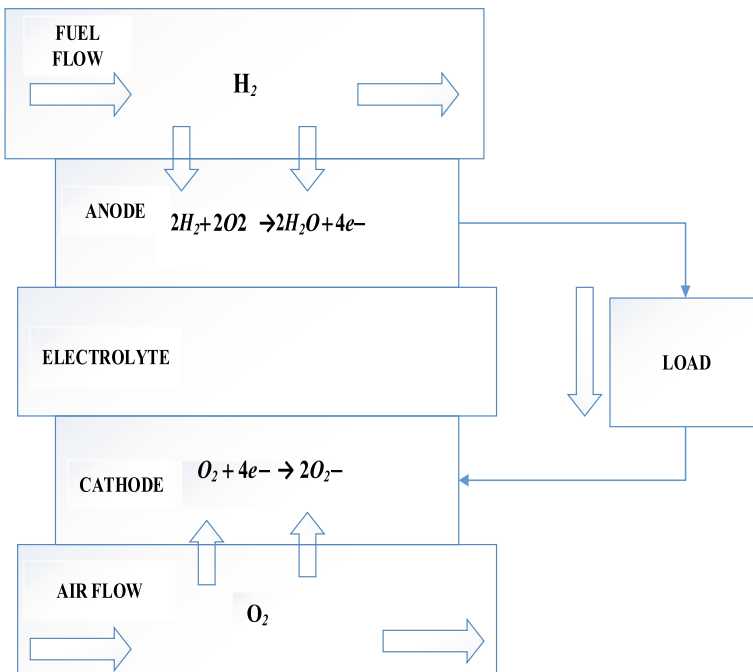 FUEL
FLOW
H₂
ANODE
2H₂+2O2 →2H₂O+4e−
ELECTROLYTE
LOAD
CATHODE
O₂ + 4e− → 2O₂−
AIR FLOW
O₂